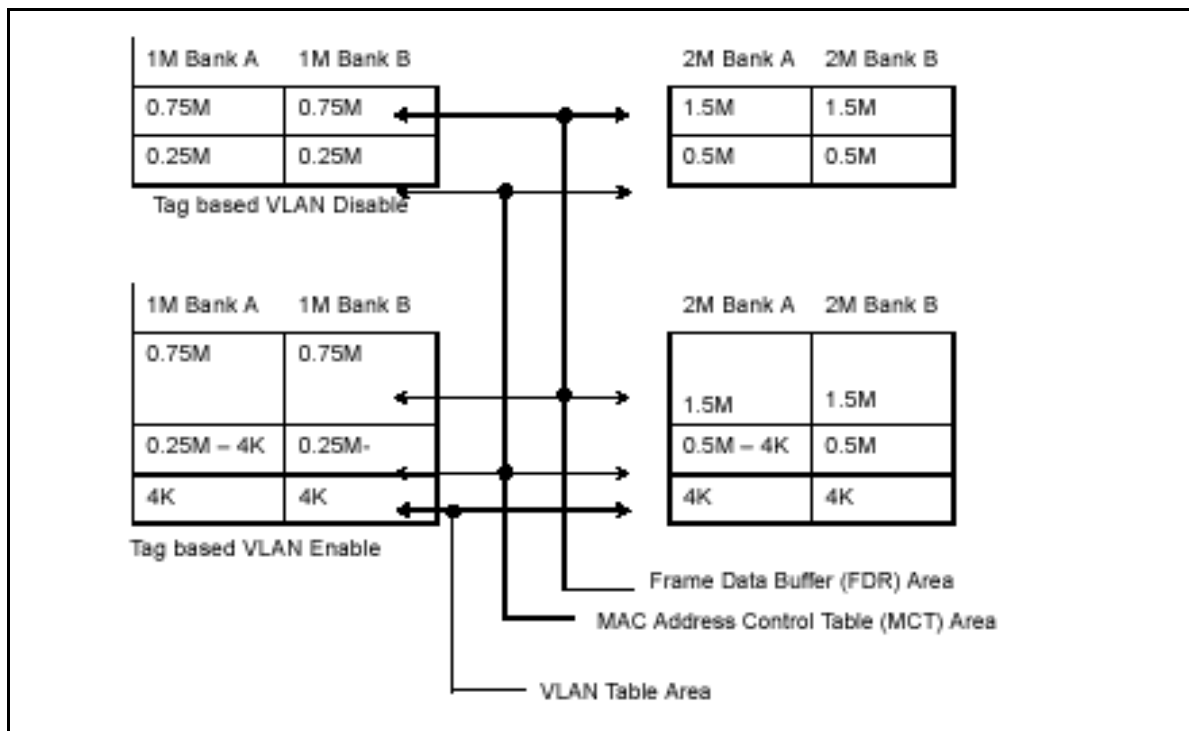 1M Bank A 1M Bank B 2M Bank A 2M Bank B
0.75M 0.75M 1.5M 1.5M
0.25M 0.25M 0.5M 0.5M
Tag based VLAN Disable
1M Bank A 1M Bank B 2M Bank A 2M Bank B
0.75M 0.75M
1.5M 1.5M
0.25M – 4K 0.25M- 0.5M – 4K 0.5M
4K 4K 4K 4K
Tag based VLAN Enable
Frame Data Buffer (FDR) Area
MAC Address Control Table (MCT) Area
VLAN Table Area